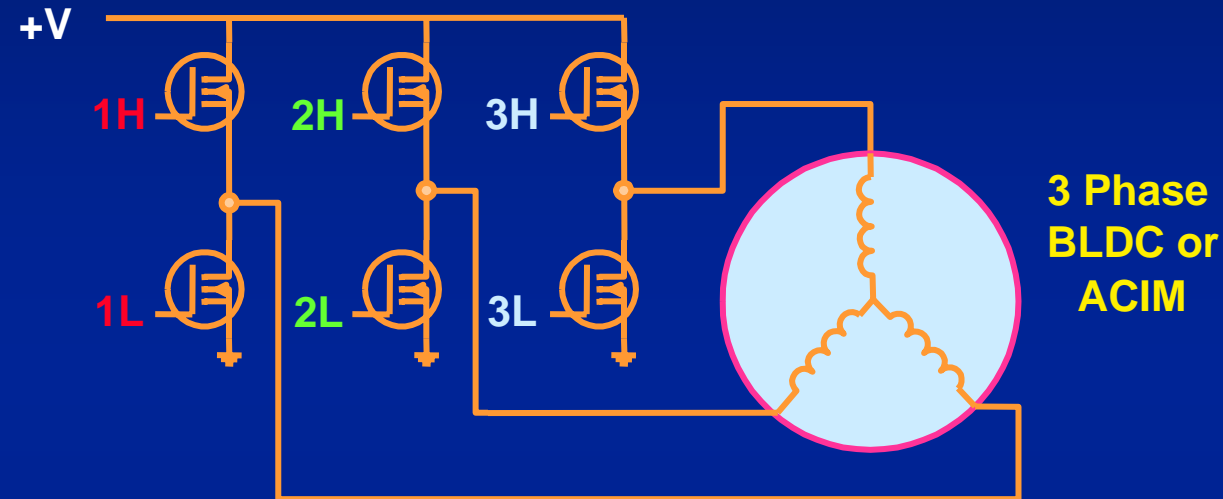 +V
1H
2H
3H
3 Phase
BLDC or
ACIM
1L
2L
3L